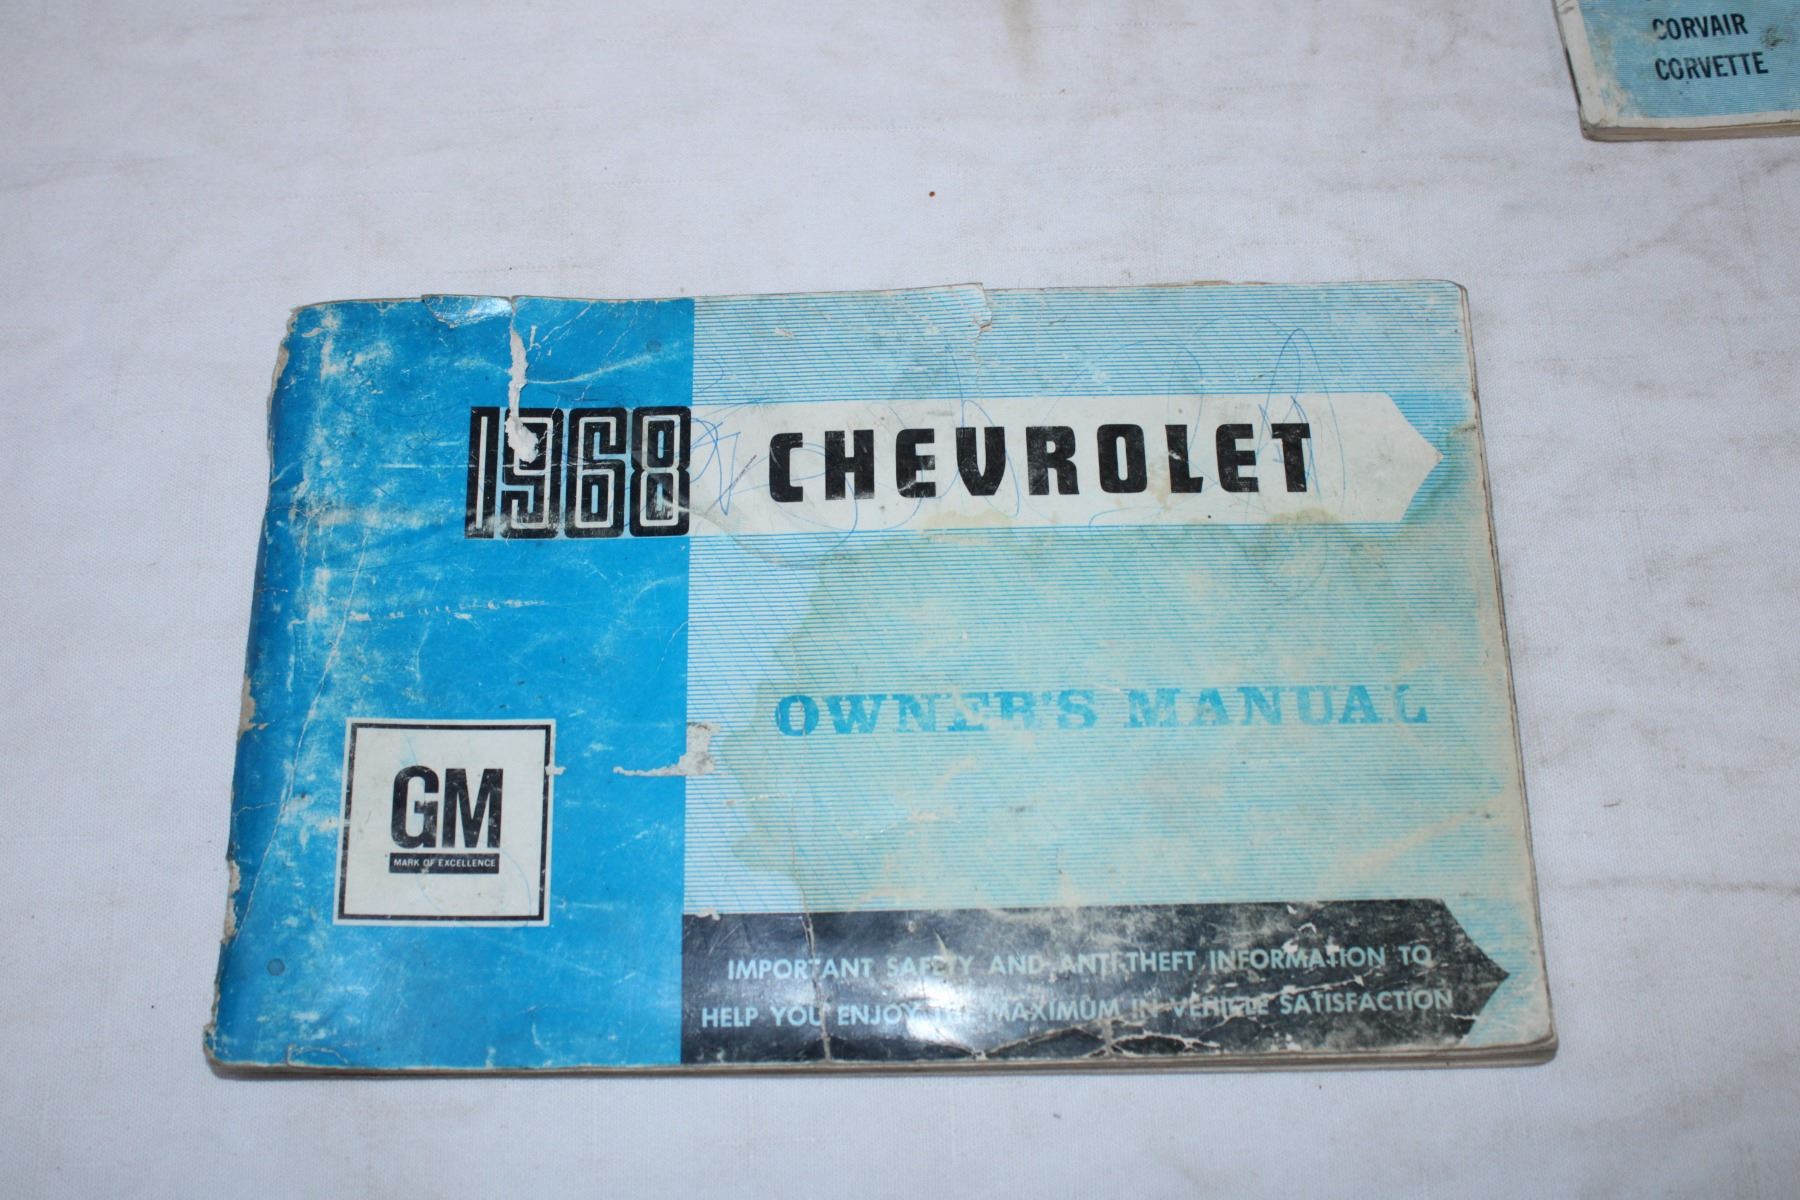 CORVAIR
CORVETTE
1968 CHEVROLET
OWNER'S MANUAL
GM
MARK OF EXCELLENCE
IMPORTANT SAFETY AND ANTI-THEFT INFORMATION TO
HELP YOU ENJOY THE MAXIMUM IN VEHICLE SATISFACTION